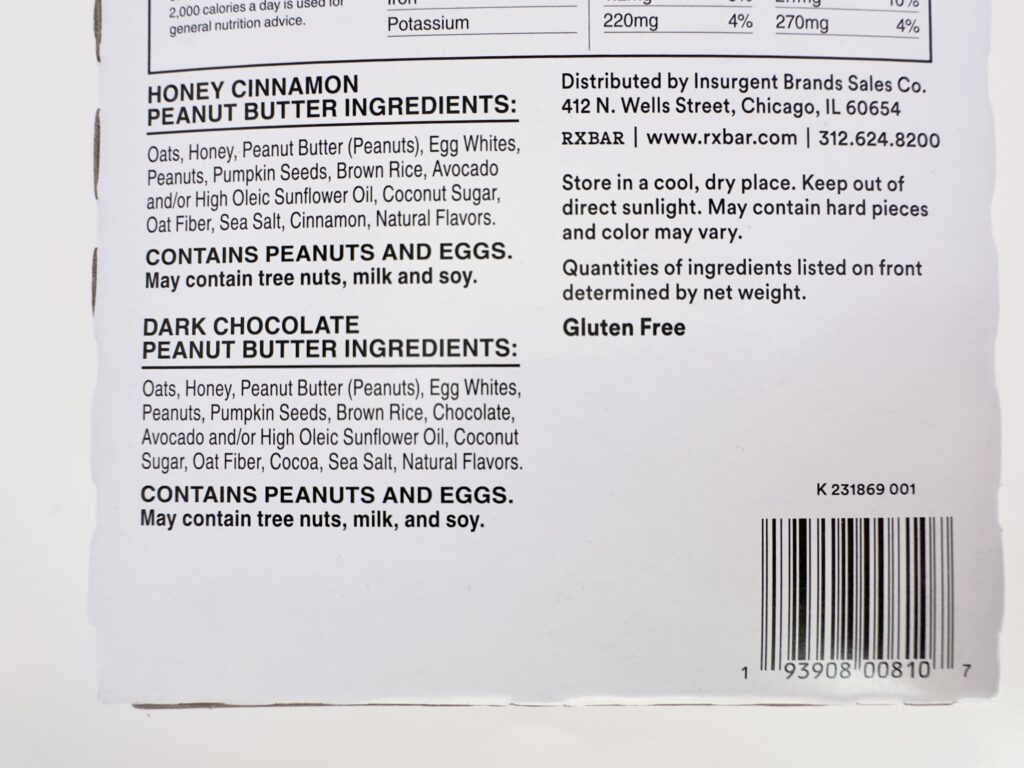 2,000 calories a day is used for
general nutrition advice.
Iron
Potassium
10%
220mg 4% 270mg 4%
HONEY CINNAMON
PEANUT BUTTER INGREDIENTS:
Oats, Honey, Peanut Butter (Peanuts), Egg Whites,
Peanuts, Pumpkin Seeds, Brown Rice, Avocado
and/or High Oleic Sunflower Oil, Coconut Sugar,
Oat Fiber, Sea Salt, Cinnamon, Natural Flavors.
CONTAINS PEANUTS AND EGGS.
May contain tree nuts, milk and soy.
DARK CHOCOLATE
PEANUT BUTTER INGREDIENTS:
Oats, Honey, Peanut Butter (Peanuts), Egg Whites,
Peanuts, Pumpkin Seeds, Brown Rice, Chocolate,
Avocado and/or High Oleic Sunflower Oil, Coconut
Sugar, Oat Fiber, Cocoa, Sea Salt, Natural Flavors.
CONTAINS PEANUTS AND EGGS.
May contain tree nuts, milk, and soy.
Distributed by Insurgent Brands Sales Co.
412 N. Wells Street, Chicago, IL 60654
RXBAR | www.rxbar.com | 312.624.8200
Store in a cool, dry place. Keep out of
direct sunlight. May contain hard pieces
and color may vary.
Quantities of ingredients listed on front
determined by net weight.
Gluten Free
K 231869 001
1 93908 00810 7